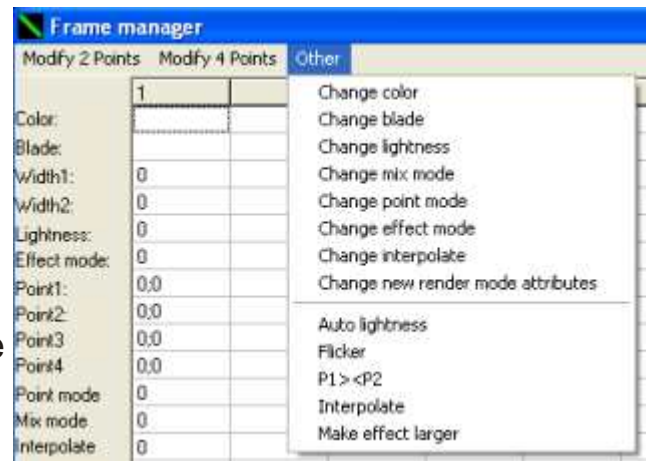 Frame manager
Modify 2 Points Modify 4 Points Other
1
Color:
Blade:
Width1: 0
Width2: 0
Lightness: 0
Effect mode: 0
Point1: 0;0
Point2: 0;0
Point3 0;0
Point4 0;0
Point mode 0
Mix mode 0
Interpolate 0
Change color
Change blade
Change lightness
Change mix mode
Change point mode
Change effect mode
Change interpolate
Change new render mode attributes
Auto lightness
Flicker
P1><P2
Interpolate
Make effect larger
e